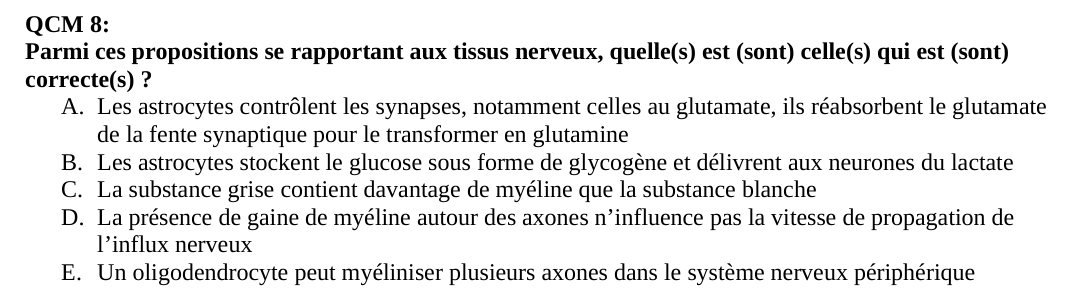 QCM 8:
Parmi ces propositions se rapportant aux tissus nerveux, quelle(s) est (sont) celle(s) qui est (sont)
correcte(s) ?
A. Les astrocytes contrôlent les synapses, notamment celles au glutamate, ils réabsorbent le glutamate
de la fente synaptique pour le transformer en glutamine
B. Les astrocytes stockent le glucose sous forme de glycogène et délivrent aux neurones du lactate
C. La substance grise contient davantage de myéline que la substance blanche
D. La présence de gaine de myéline autour des axones n’influence pas la vitesse de propagation de
l’influx nerveux
E. Un oligodendrocyte peut myéliniser plusieurs axones dans le système nerveux périphérique